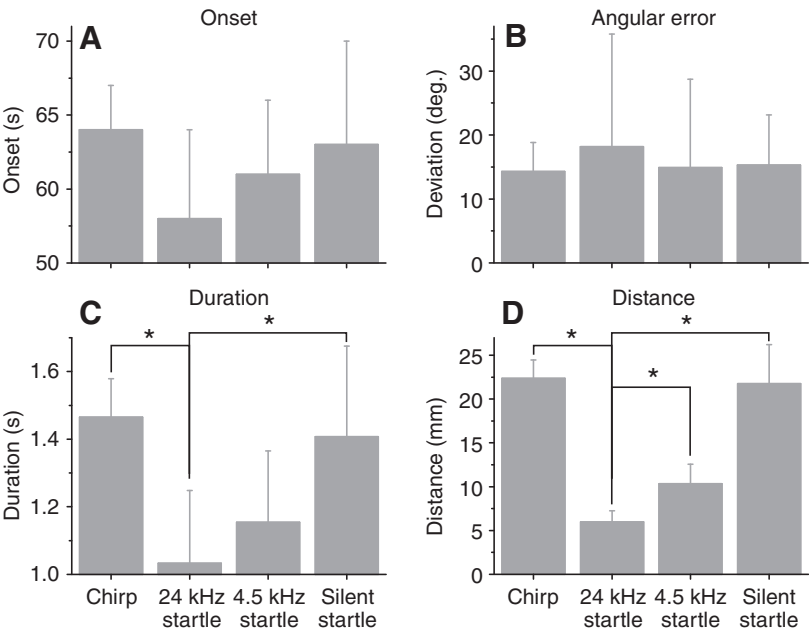 Onset
A
Onset (s)
70
65
60
50
Angular error
B
Deviation (deg.)
30
20
10
0
Duration
C
Duration (s)
1.6
1.4
1.2
1.0
*
*
Chirp
24 kHz
startle
4.5 kHz
startle
Silent
startle
Distance
D
Distance (mm)
25
20
15
10
5
0
*
*
*
Chirp
24 kHz
startle
4.5 kHz
startle
Silent
startle